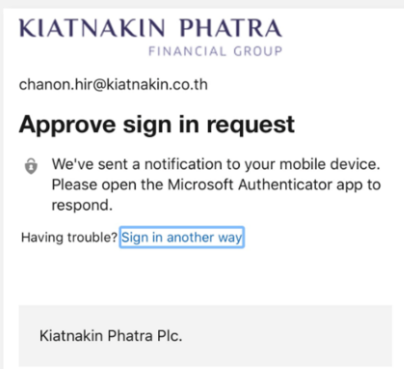 KIATNAKIN PHATRA
FINANCIAL GROUP
chanon.hir@kiatnakin.co.th
Approve sign in request
We've sent a notification to your mobile device.
Please open the Microsoft Authenticator app to
respond.
Having trouble? Sign in another way
Kiatnakin Phatra Plc.